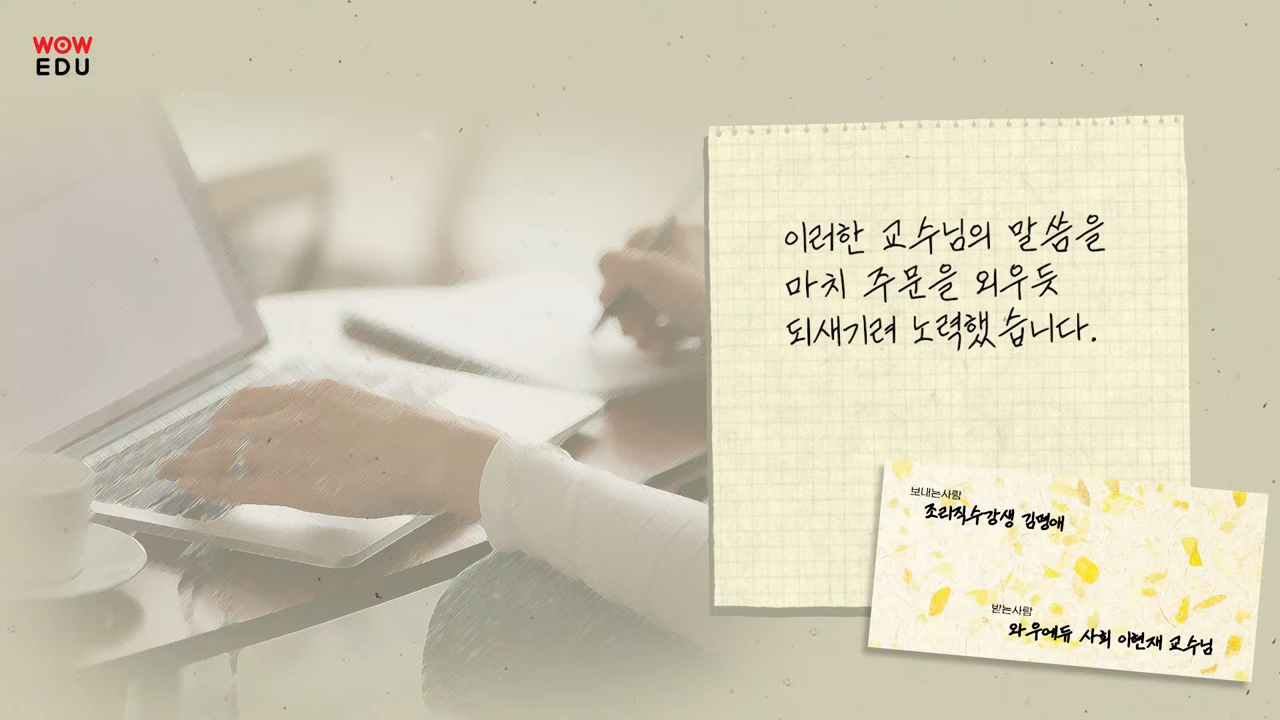 WOW
EDU
이러한 교수님의 말씀을
마치 주문을 외우듯
되새기려 노력했습니다.
보내는사람
조리직수강생 김명애
받는사람
와우에듀 사회 이현재 교수님